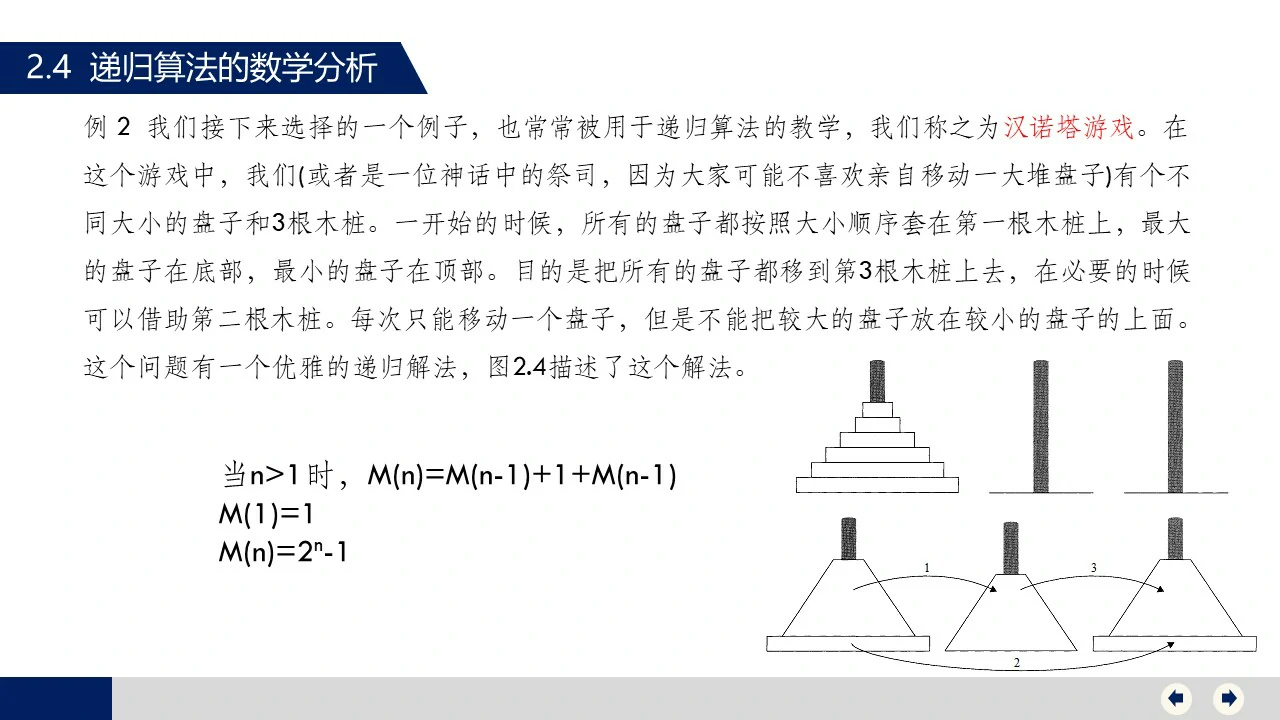 2.4 递归算法的数学分析
例 2 我们接下来选择的一个例子，也常常被用于递归算法的教学，我们称之为汉诺塔游戏。在
这个游戏中，我们(或者是一位神话中的祭司，因为大家可能不喜欢亲自移动一大堆盘子)有个不
同大小的盘子和3根木桩。一开始的时候，所有的盘子都按照大小顺序套在第一根木桩上，最大
的盘子在底部，最小的盘子在顶部。目的是把所有的盘子都移到第3根木桩上去，在必要的时候
可以借助第二根木桩。每次只能移动一个盘子，但是不能把较大的盘子放在较小的盘子的上面。
这个问题有一个优雅的递归解法，图2.4描述了这个解法。
当n>1时，M(n)=M(n-1)+1+M(n-1)
M(1)=1
M(n)=2ⁿ-1
1
3
2